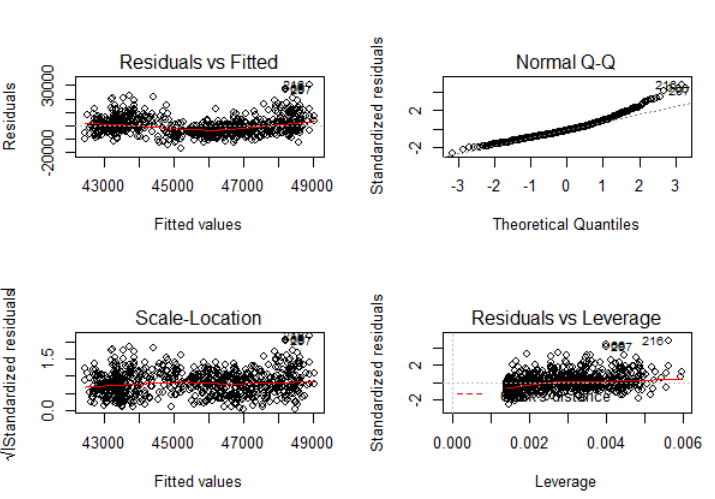 Residuals vs Fitted
Residuals
30000
-20000
216
43000 45000 47000 49000
Fitted values
Normal Q-Q
Standardized residuals
2
-2
216
-3 -2 -1 0 1 2 3
Theoretical Quantiles
Scale-Location
√|Standardized residuals|
1.5
0.0
43000 45000 47000 49000
Fitted values
Residuals vs Leverage
Standardized residuals
2
-2
216
distance
0.000 0.002 0.004 0.006
Leverage